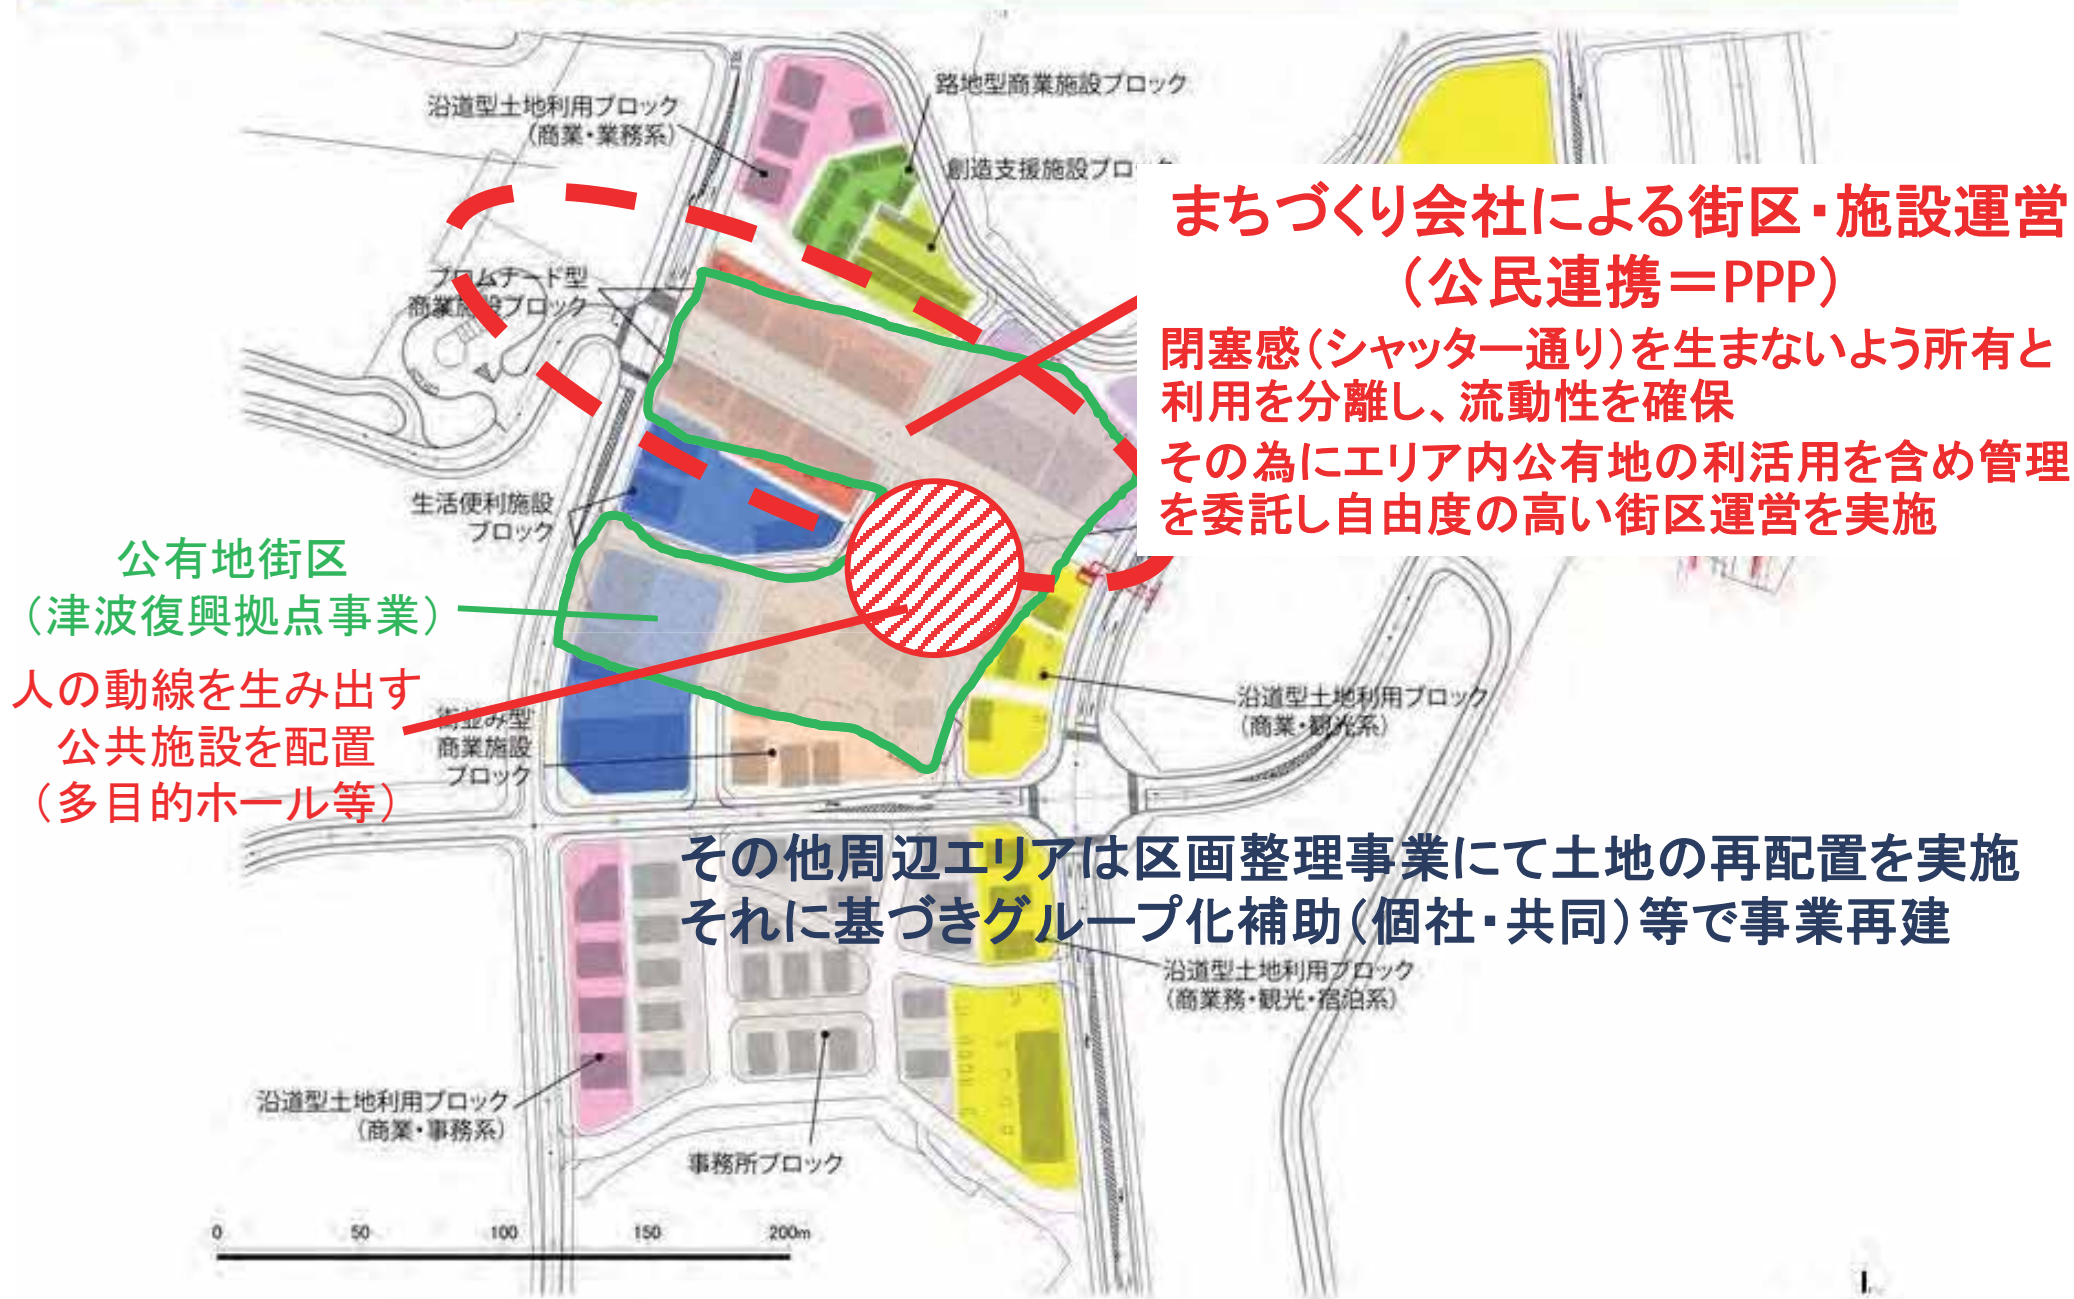 沿道型土地利用ブロック
（商業・業務系）
路地型商業施設ブロック
創造支援施設ブロ
まちづくり会社による街区・施設運営
（公民連携＝PPP）
閉塞感（シャッター通り）を生まないよう所有と
利用を分離し、流動性を確保
その為にエリア内公有地の利活用を含め管理
を委託し自由度の高い街区運営を実施
プロムナード型
商業施設ブロック
生活便利施設
ブロック
公有地街区
（津波復興拠点事業）
人の動線を生み出す
公共施設を配置
（多目的ホール等）
街並み型
商業施設
ブロック
沿道型土地利用ブロック
（商業・観光系）
その他周辺エリアは区画整理事業にて土地の再配置を実施
それに基づきグループ化補助（個社・共同）等で事業再建
沿道型土地利用ブロック
（商業務・観光・宿泊系）
沿道型土地利用ブロック
（商業・事務系）
事務所ブロック
0 50 100 150 200m